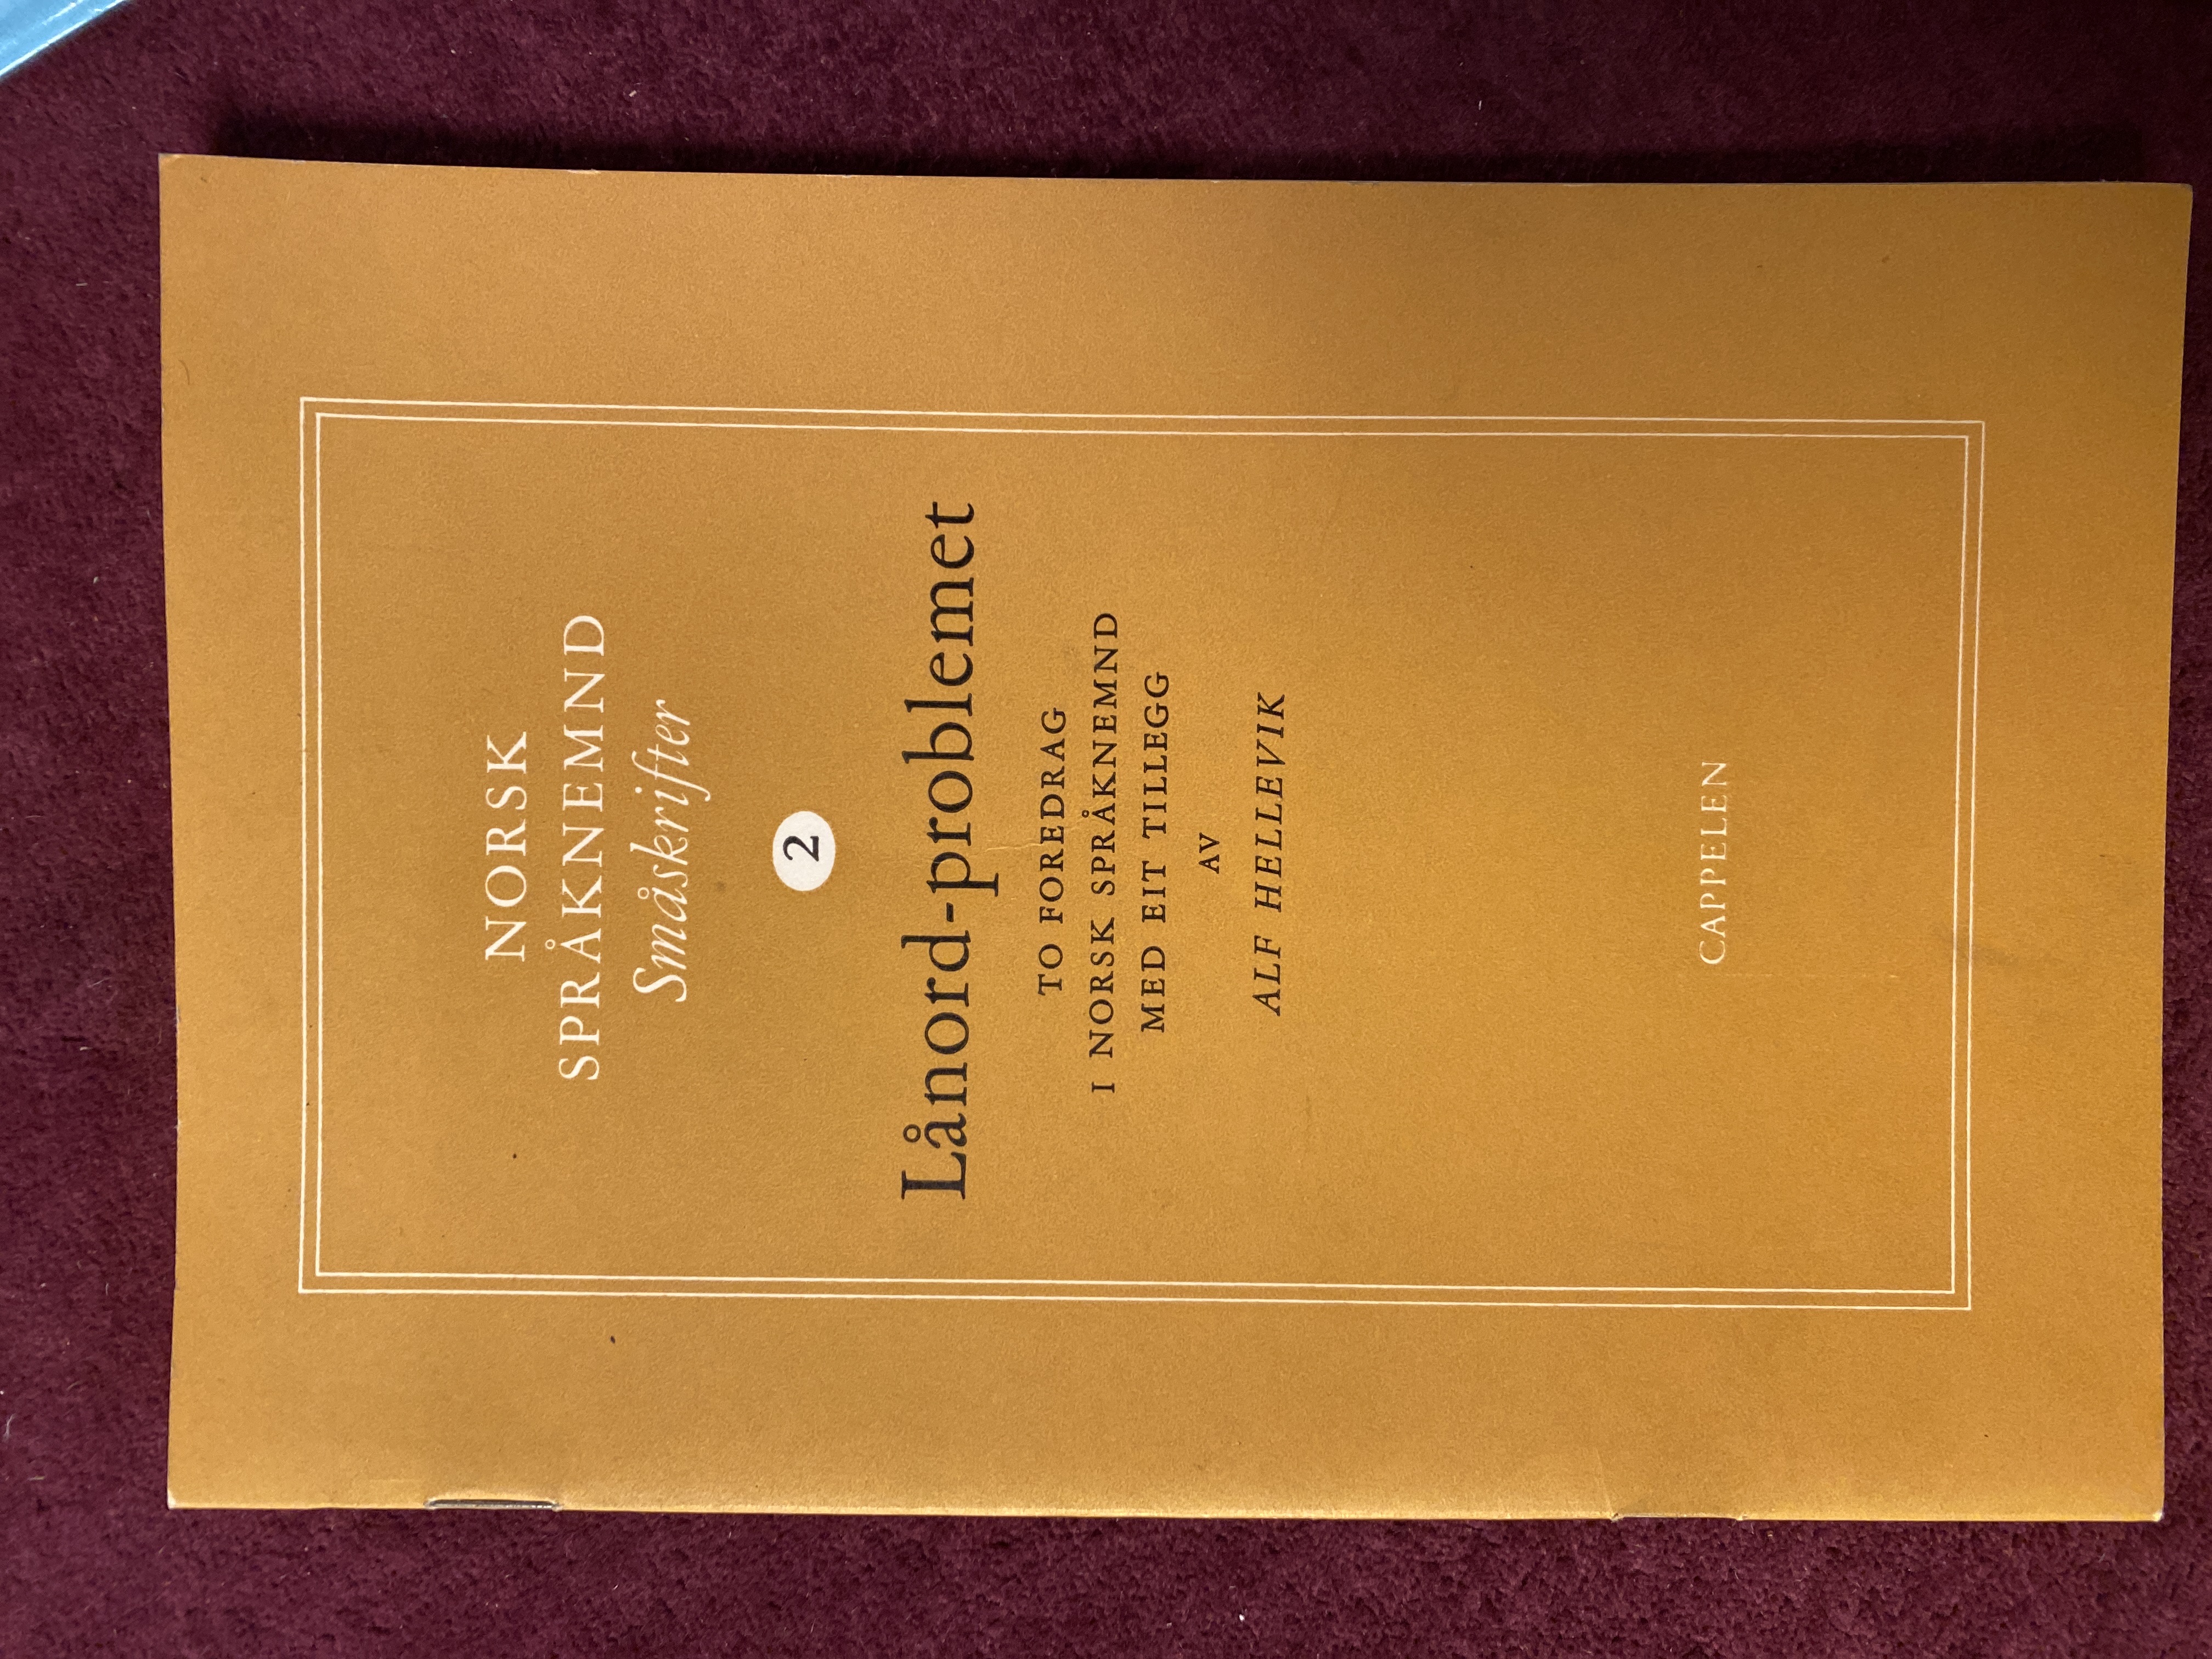 NORSK
SPRÅKNEMND
Småskrifter
2
Lånord-problemet
TO FOREDRAG
I NORSK SPRÅKNEMND
MED EIT TILLEGG
AV
ALF HELLEVIK
CAPPELEN